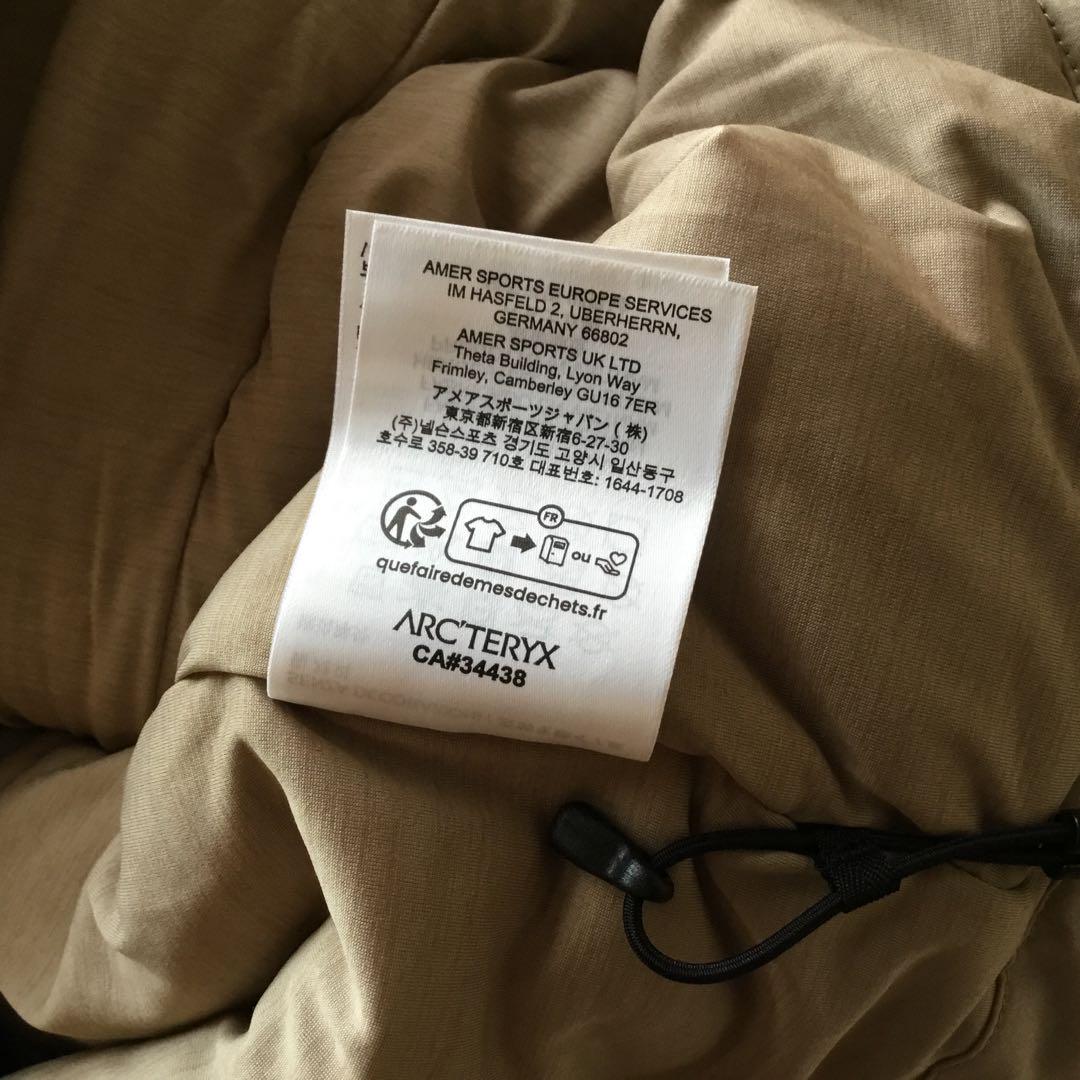 AMER SPORTS EUROPE SERVICES
IM HASFELD 2, UBERHERRN,
GERMANY 66802
AMER SPORTS UK LTD
Theta Building, Lyon Way
Frimley, Camberley GU16 7ER
アメアスポーツジャパン (株)
東京都新宿区新宿6-27-30
(주)넬슨스포츠 경기도 고양시 일산동구
호수로 358-39 710호 대표번호: 1644-1708
FR
ou
quefairedemesdechets.fr
ARC'TERYX
CA#34438